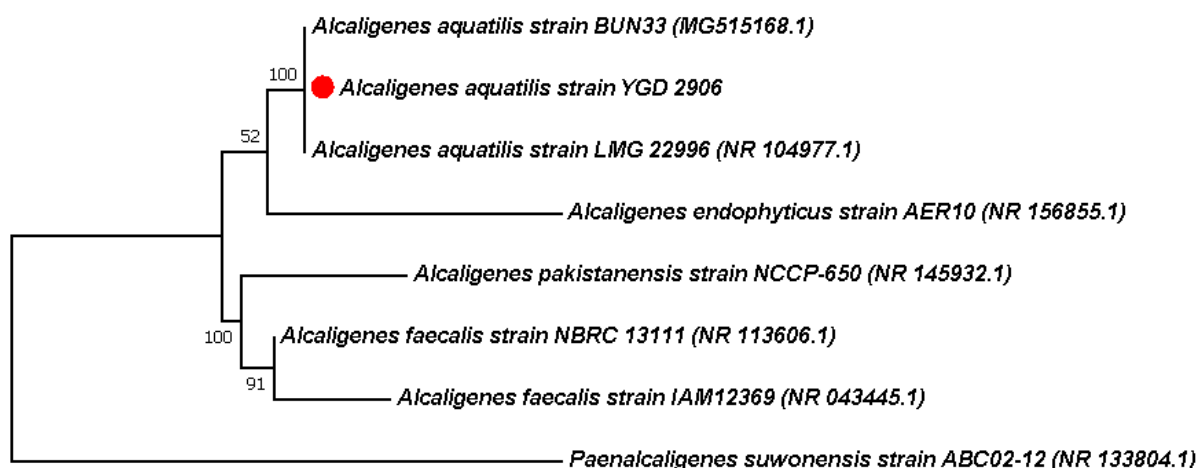 Alcaligenes aquatilis strain BUN33 (MG515168.1)
100
Alcaligenes aquatilis strain YGD 2906
52
Alcaligenes aquatilis strain LMG 22996 (NR 104977.1)
Alcaligenes endophyticus strain AER10 (NR 156855.1)
Alcaligenes pakistanensis strain NCCP-650 (NR 145932.1)
100
Alcaligenes faecalis strain NBRC 13111 (NR 113606.1)
91
Alcaligenes faecalis strain IAM12369 (NR 043445.1)
Paenalcaligenes suwonensis strain ABC02-12 (NR 133804.1)